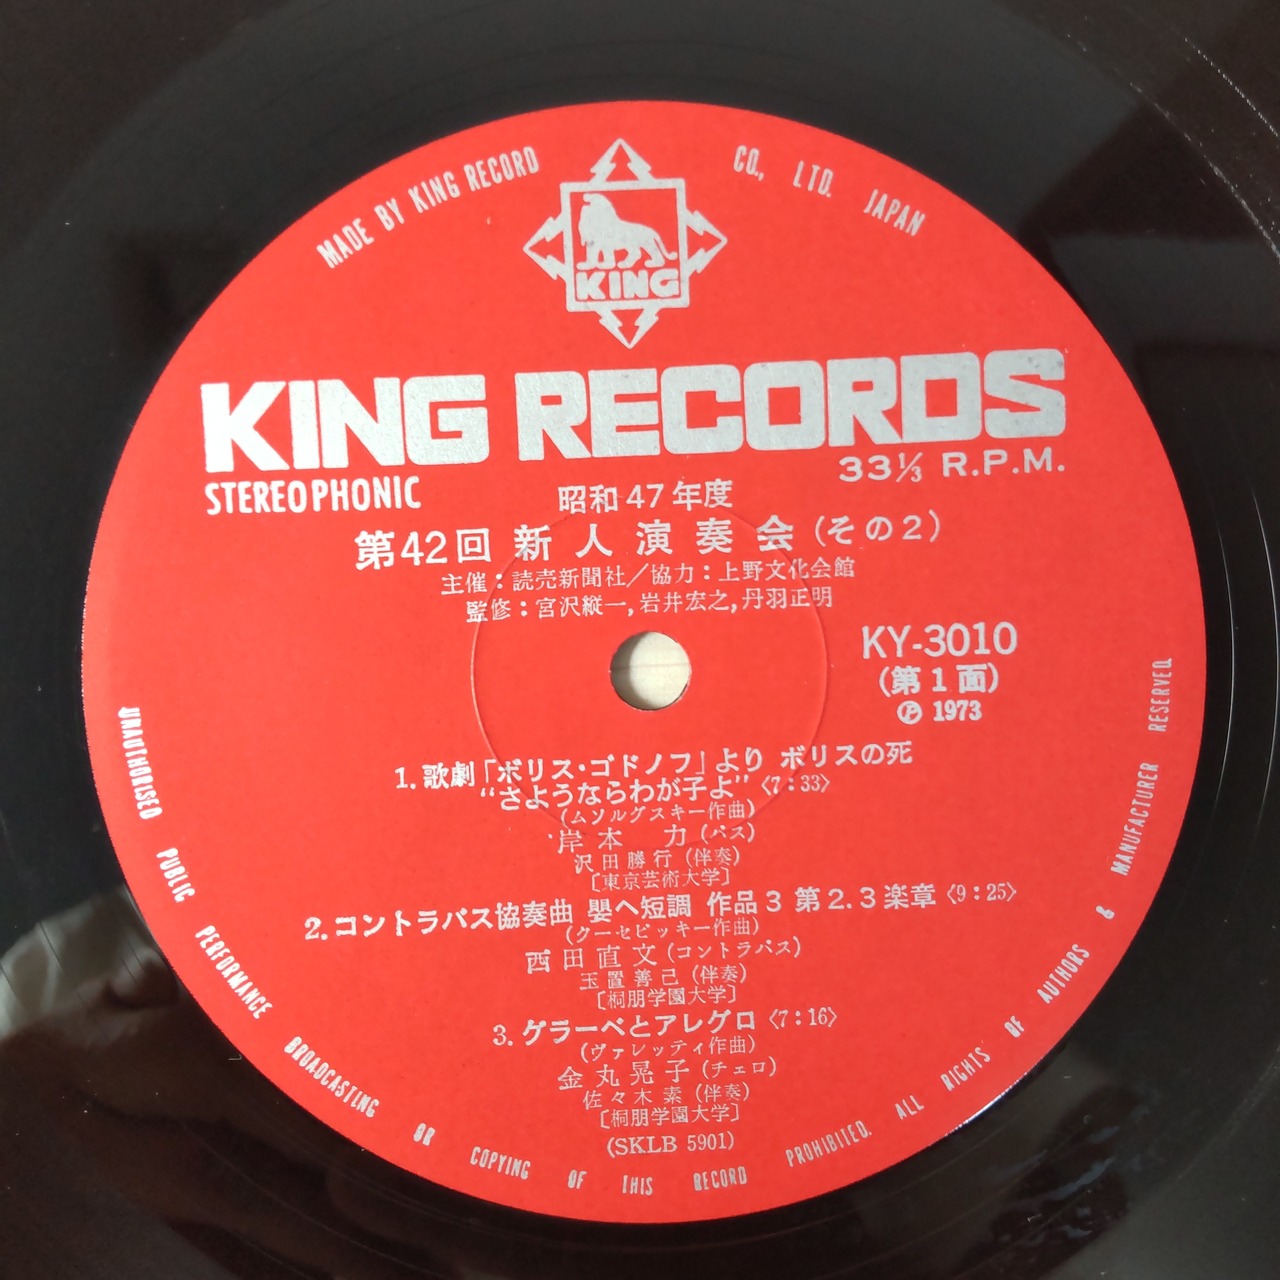 MADE BY KING RECORD CO., LTD. JAPAN
KING
KING RECORDS
33⅓ R.P.M.
STEREOPHONIC
昭和47年度
第42回 新人演奏会(その2)
主催:読売新聞社/協力:上野文化会館
監修:宮沢縦一,岩井宏之,丹羽正明
KY-3010
(第1面)
Ⓟ 1973
1. 歌劇「ボリス・ゴドノフ」より ボリスの死
“さようならわが子よ” 〈7:33〉
(ムソルグスキー作曲)
岸本 力(バス)
沢田勝行(伴奏)
〔東京芸術大学〕
2. コントラバス協奏曲 嬰ヘ短調 作品3 第2.3楽章〈9:25〉
(クーセビッキー作曲)
西田直文(コントラバス)
玉置善己(伴奏)
〔桐朋学園大学〕
3. グラーベとアレグロ〈7:16〉
(ヴァレッティ作曲)
金丸晃子(チェロ)
佐々木素(伴奏)
〔桐朋学園大学〕
(SKLB 5901)
UNAUTHORISED PUBLIC PERFORMANCE BROADCASTING OR COPYING OF THIS RECORD PROHIBITED. ALL RIGHTS OF AUTHORS & MANUFACTURER RESERVED.